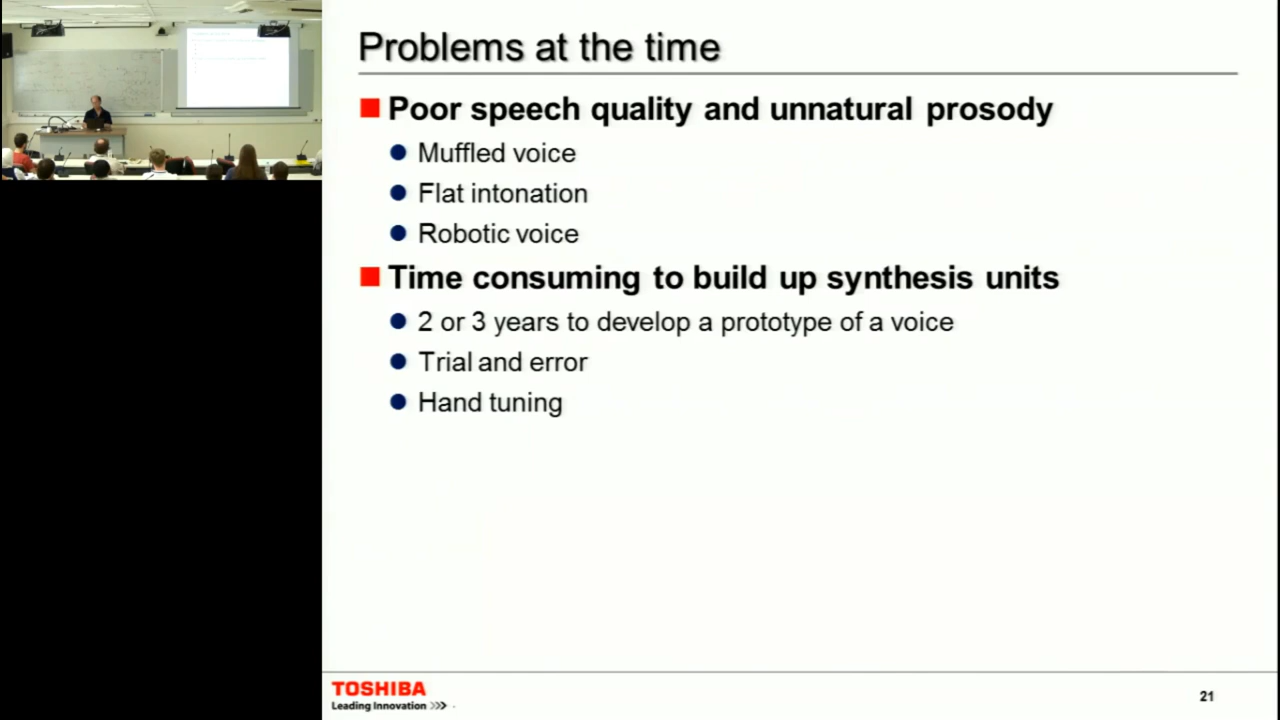 Problems at the time
Poor speech quality and unnatural prosody
Muffled voice
Flat intonation
Robotic voice
Time consuming to build up synthesis units
2 or 3 years to develop a prototype of a voice
Trial and error
Hand tuning
TOSHIBA
Leading Innovation >>>
21